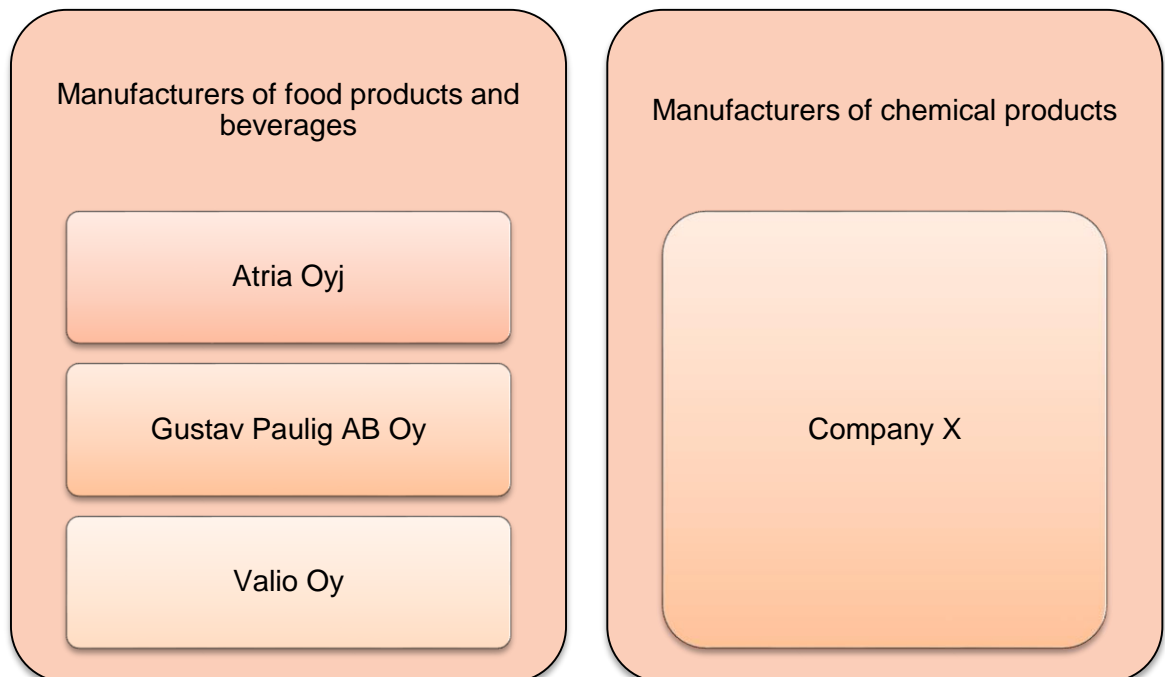 Manufacturers of food products and
beverages
Atria Oyj
Gustav Paulig AB Oy
Valio Oy
Manufacturers of chemical products
Company X